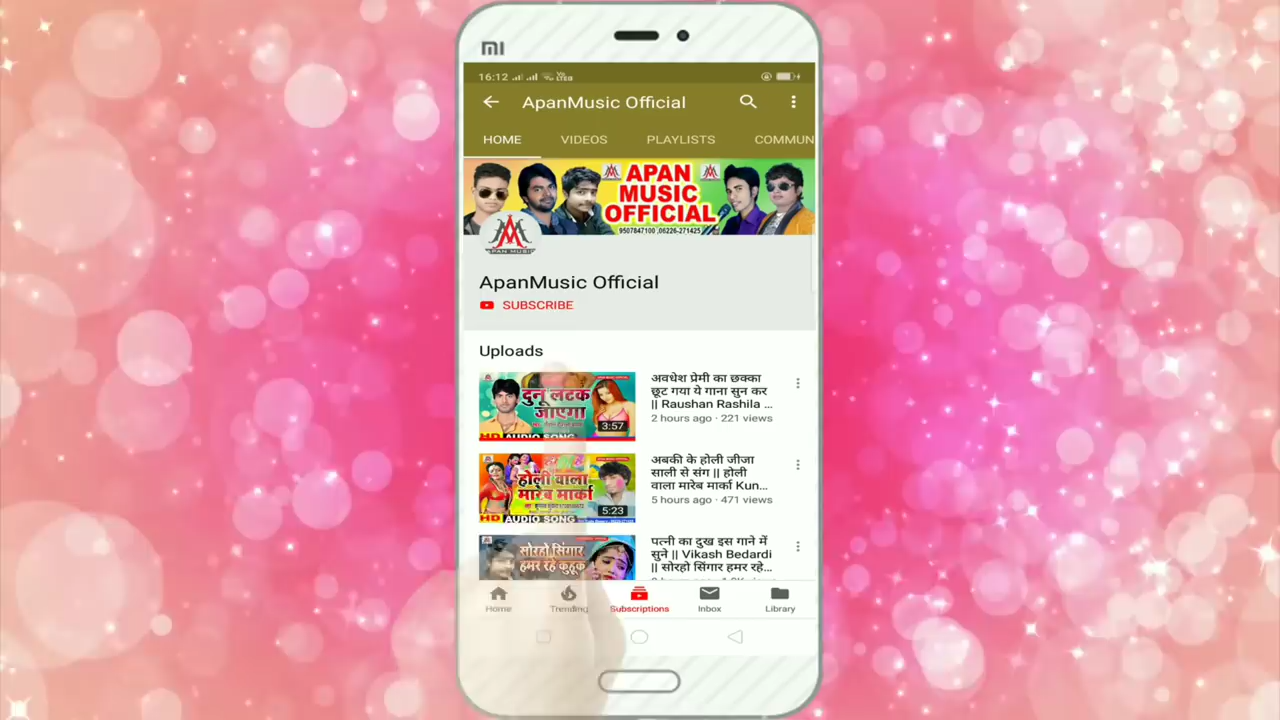 mi
16:12
ApanMusic Official
HOME VIDEOS PLAYLISTS COMMUN
APAN
MUSIC
OFFICIAL
9507847100 ,06226-271425
APAN MUSIC
ApanMusic Official
SUBSCRIBE
Uploads
दुनू लटक
जाएगा
3:57
HD AUDIO SONG
अवधेश प्रेमी का छक्का
छूट गया ये गाना सुन कर
|| Raushan Rashila ...
2 hours ago · 221 views
होली वाला
मारेब मार्का
5:23
HD AUDIO SONG
अबकी के होली जीजा
साली से संग || होली
वाला मारेब मार्का Kun...
5 hours ago · 471 views
सोरहो सिंगार
हमर रहे कुहूक
पत्नी का दुख इस गाने में
सुने || Vikash Bedardi
|| सोरहो सिंगार हमर रहे...
Home Trending Subscriptions Inbox Library